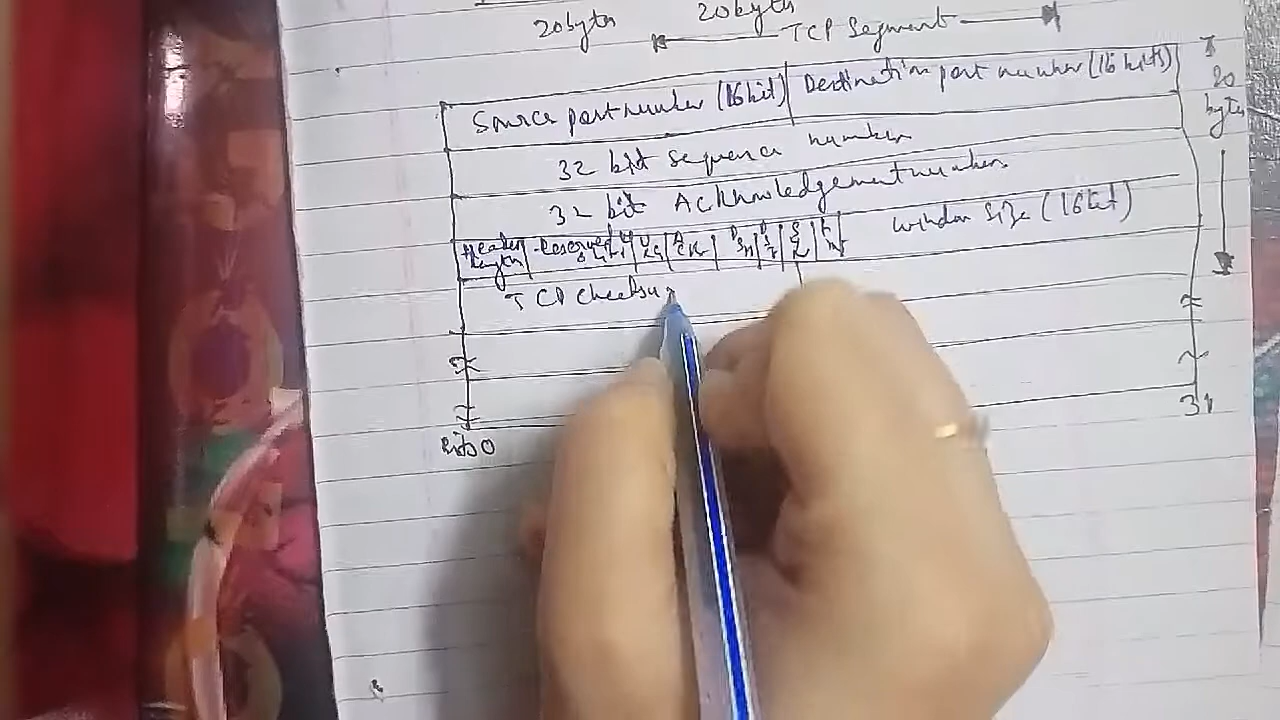 20bytes 20bytes
TCP Segment
Source port number (16bit) Destination port number (16 bits)
20
bytes
32 bit sequence number
32 bit Acknowledgement number
Header Length Reserved window size (16bit)
TCP Checksum
Bits 0 31